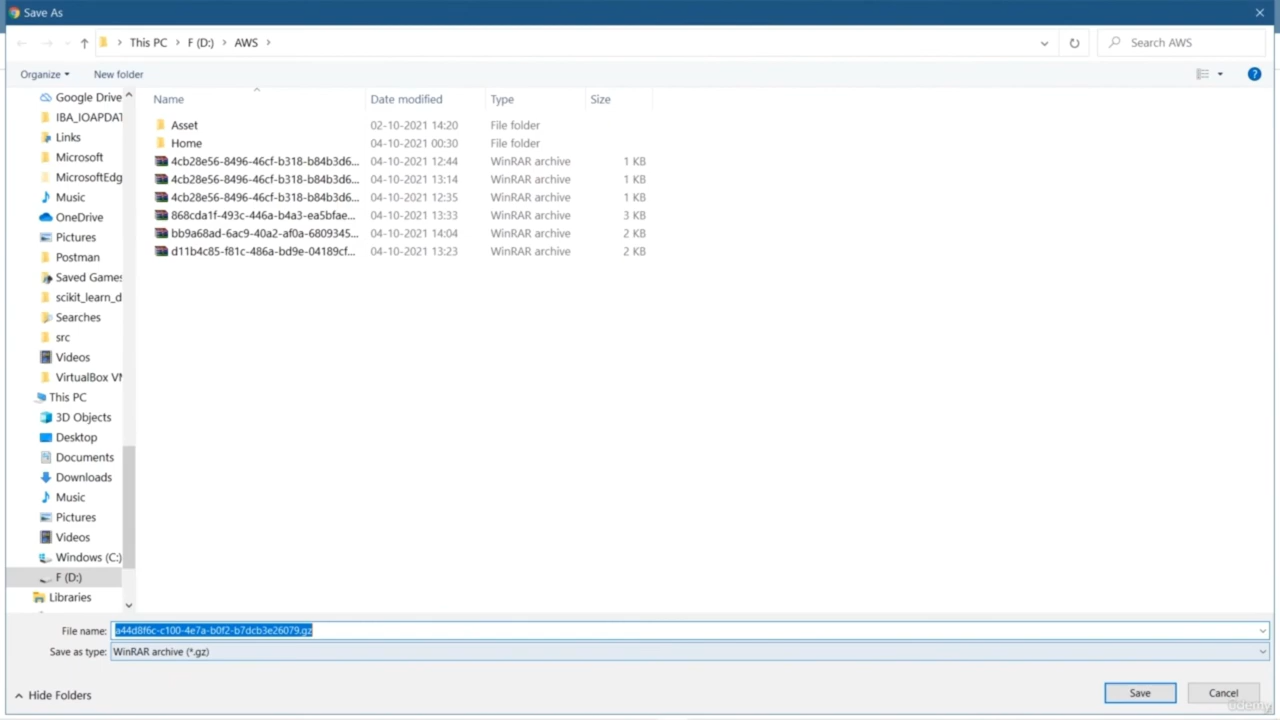 Save As
This PC > F (D:) > AWS >
Search AWS
Organize
New folder
?
Name Date modified Type Size
Google Drive
IBA_IOAPDAT
Links
Microsoft
MicrosoftEdg
Music
OneDrive
Pictures
Postman
Saved Games
scikit_learn_d
Searches
src
Videos
VirtualBox VM
This PC
3D Objects
Desktop
Documents
Downloads
Music
Pictures
Videos
Windows (C:)
F (D:)
Libraries
Asset 02-10-2021 14:20 File folder
Home 04-10-2021 00:30 File folder
4cb28e56-8496-46cf-b318-b84b3d6... 04-10-2021 12:44 WinRAR archive 1 KB
4cb28e56-8496-46cf-b318-b84b3d6... 04-10-2021 13:14 WinRAR archive 1 KB
4cb28e56-8496-46cf-b318-b84b3d6... 04-10-2021 12:35 WinRAR archive 1 KB
868cda1f-493c-446a-b4a3-ea5bfae... 04-10-2021 13:33 WinRAR archive 3 KB
bb9a68ad-6ac9-40a2-af0a-6809345... 04-10-2021 14:04 WinRAR archive 2 KB
d11b4c85-f81c-486a-bd9e-04189cf... 04-10-2021 13:23 WinRAR archive 2 KB
File name: a44d8f6c-c100-4e7a-b0f2-b7dcb3e26079.gz
Save as type: WinRAR archive (*.gz)
Hide Folders
Save
Cancel
udemy